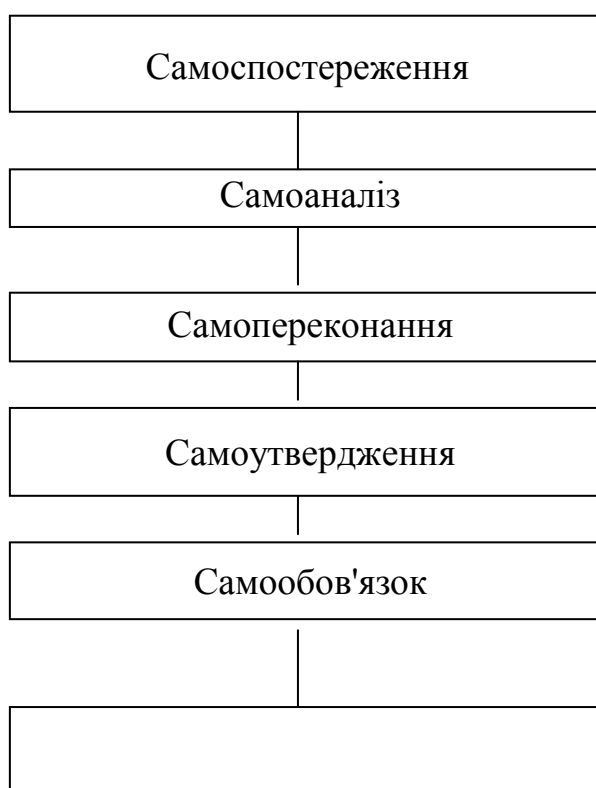 Самоспостереження
Самоаналіз
Самопереконання
Самоутвердження
Самообов'язок